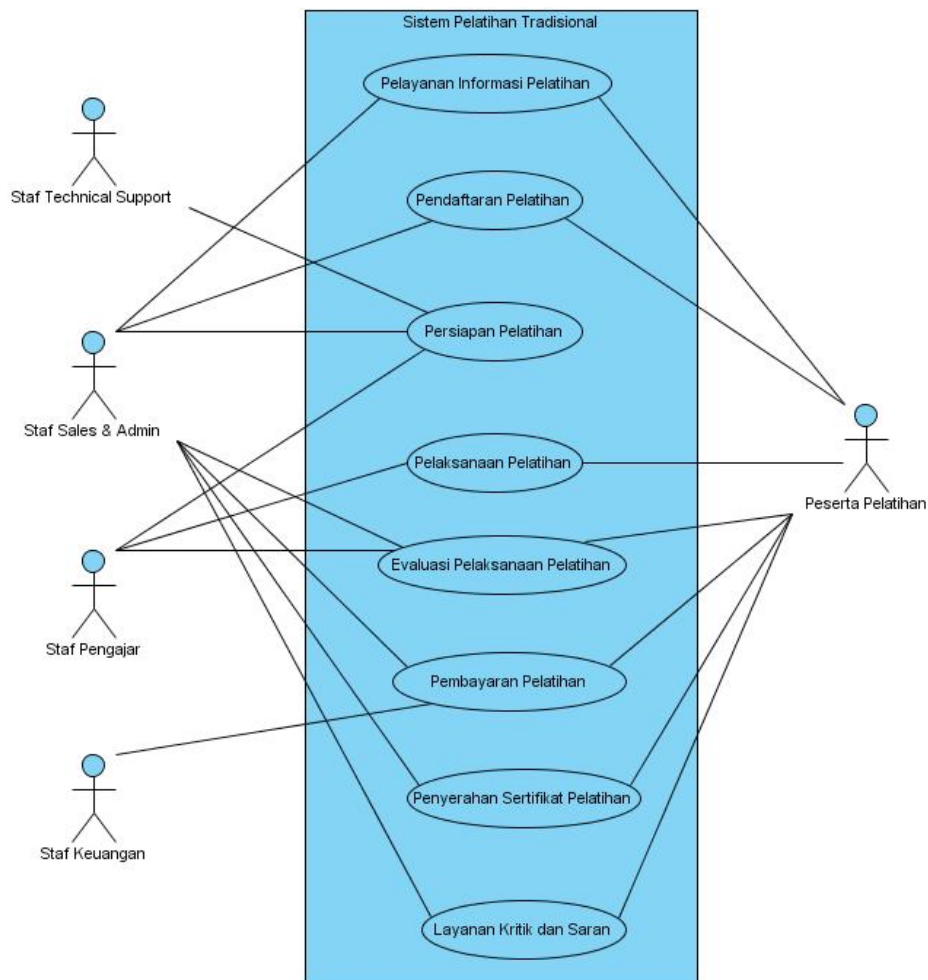 Sistem Pelatihan Tradisional
Pelayanan Informasi Pelatihan
Staf Technical Support
Pendaftaran Pelatihan
Persiapan Pelatihan
Staf Sales & Admin
Pelaksanaan Pelatihan
Peserta Pelatihan
Evaluasi Pelaksanaan Pelatihan
Staf Pengajar
Pembayaran Pelatihan
Penyerahan Sertifikat Pelatihan
Staf Keuangan
Layanan Kritik dan Saran